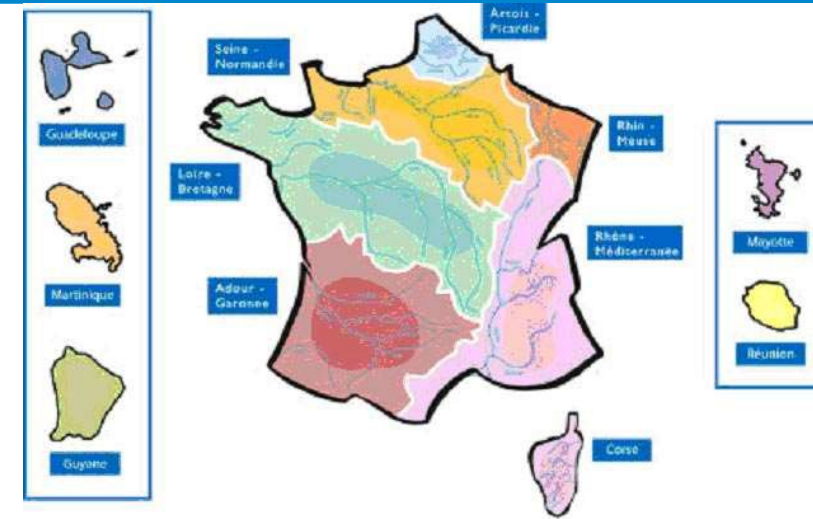 Artois -
Picardie
Seine -
Normandie
Guadeloupe
Rhin -
Meuse
Loire -
Bretagne
Rhône -
Méditerranée
Mayotte
Martinique
Adour -
Garonne
Réunion
Guyane
Corse